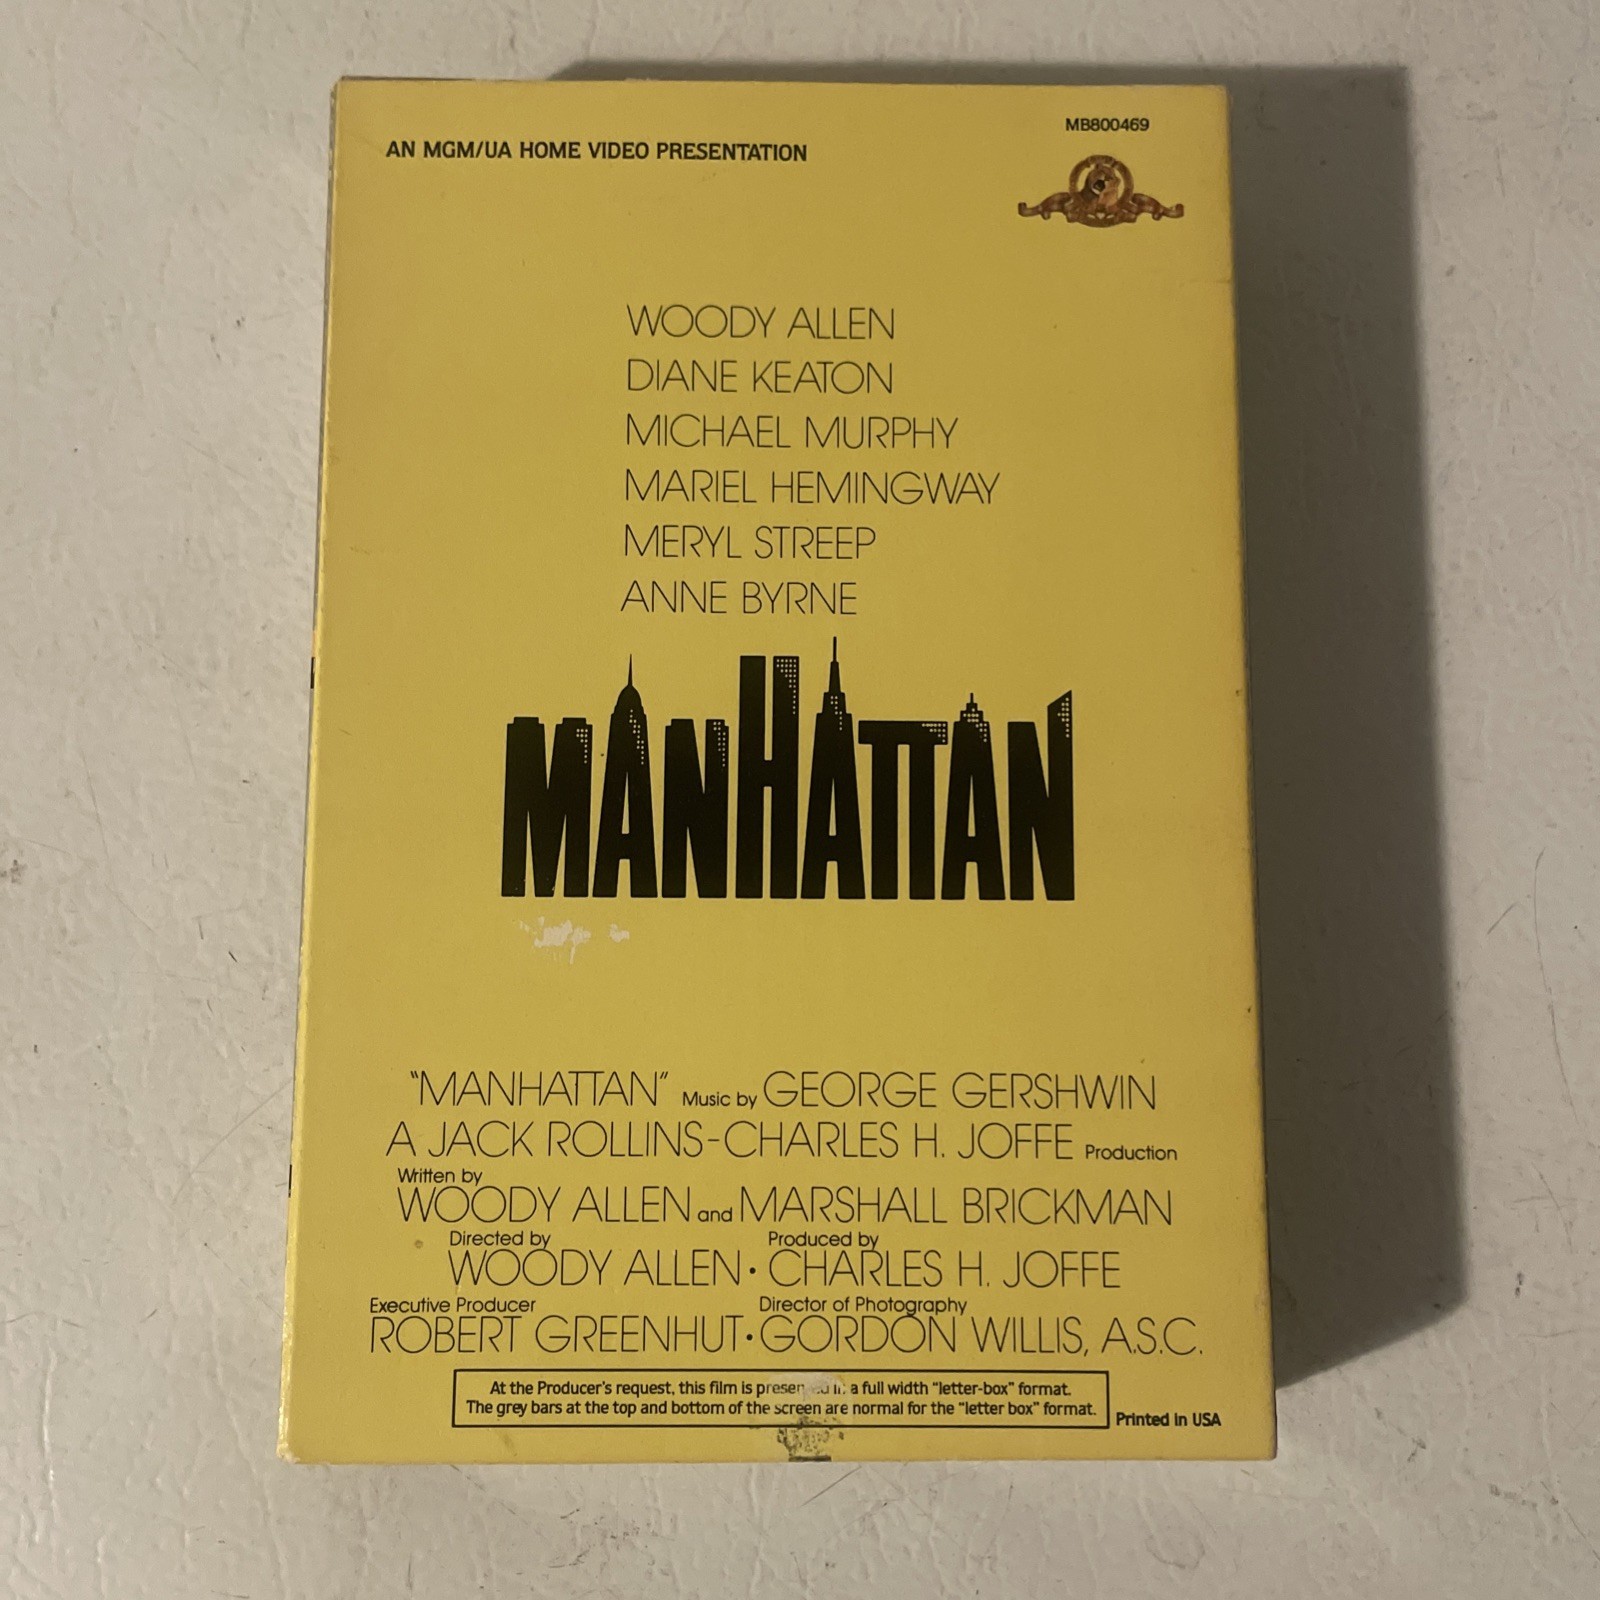 AN MGM/UA HOME VIDEO PRESENTATION
MB800469
WOODY ALLEN
DIANE KEATON
MICHAEL MURPHY
MARIEL HEMINGWAY
MERYL STREEP
ANNE BYRNE
MANHATTAN
"MANHATTAN" Music by GEORGE GERSHWIN
A JACK ROLLINS-CHARLES H. JOFFE Production
Written by
WOODY ALLEN and MARSHALL BRICKMAN
Directed by Produced by
WOODY ALLEN • CHARLES H. JOFFE
Executive Producer Director of Photography
ROBERT GREENHUT • GORDON WILLIS, A.S.C.
At the Producer's request, this film is presented in a full width "letter-box" format.
The grey bars at the top and bottom of the screen are normal for the "letter box" format.
Printed in USA